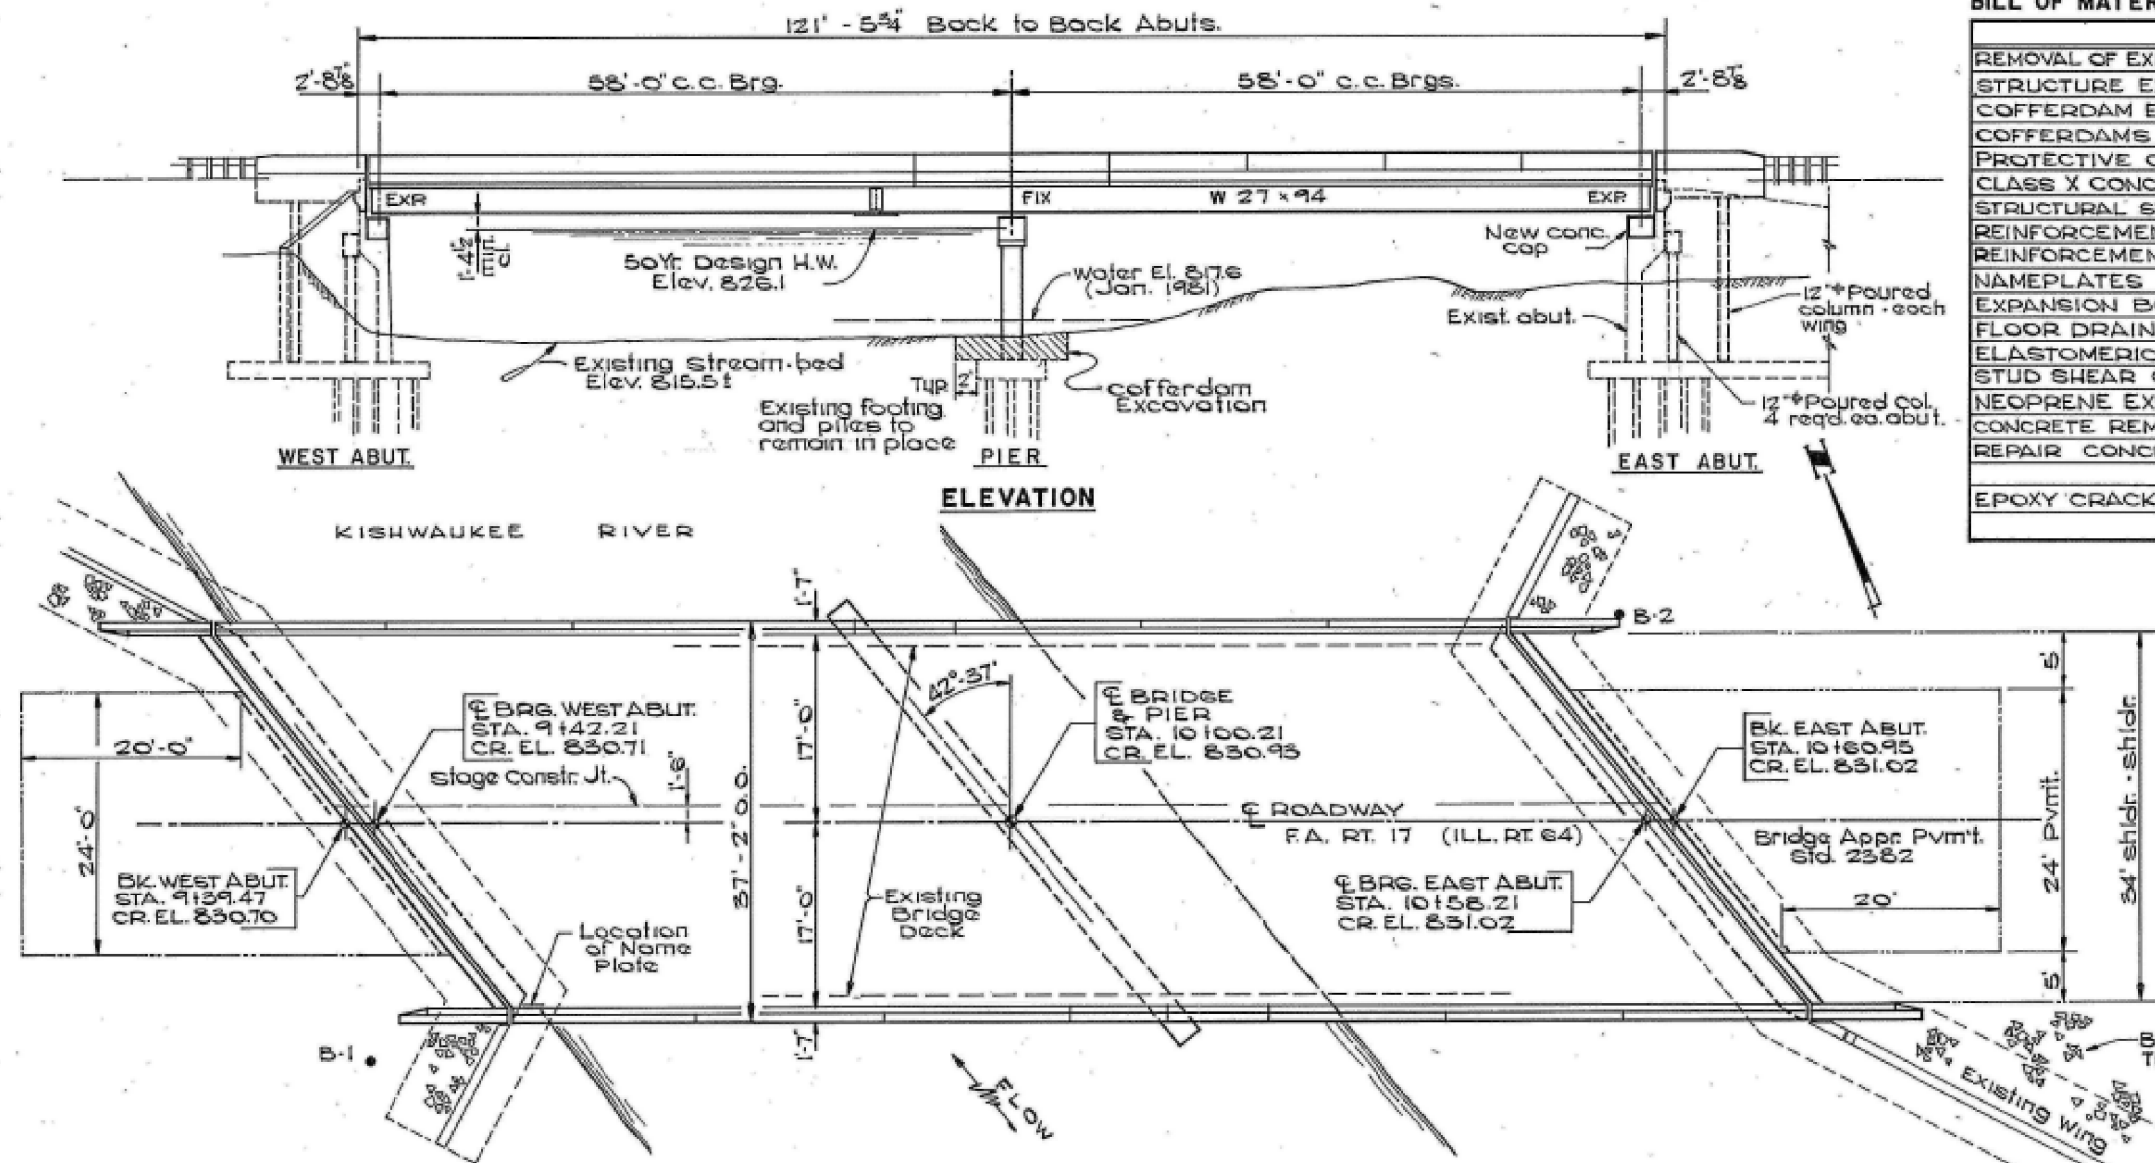 BILL OF MATER
121' - 5¾" Back to Back Abuts.
2'-8⅞"
58'-0" c.c. Brg.
58'-0" c.c. Brgs.
2'-8⅞"
REMOVAL OF EX
STRUCTURE E
COFFERDAM E
COFFERDAMS
PROTECTIVE C
CLASS X CONC
STRUCTURAL S
REINFORCEMEN
REINFORCEMEN
NAMEPLATES
EXPANSION B
FLOOR DRAIN
ELASTOMERIC
STUD SHEAR
NEOPRENE EX
CONCRETE REM
REPAIR CONC
EPOXY CRACK
EXP.
FIX
W 27 x 94
EXP.
1'-4½"
min.
cl.
50Yr. Design H.W.
Elev. 826.1
Water El. 817.6
(Jan. 1981)
New conc.
cap
Exist. abut.
12"ϕ Poured
column - each
wing
Existing Stream-bed
Elev. 815.5±
Typ.
2'
Cofferdam
Excavation
Existing footing
and piles to
remain in place
12"ϕ Poured Col.
4 req'd. ea. abut.
WEST ABUT.
PIER
EAST ABUT.
ELEVATION
KISHWAUKEE RIVER
1'-7"
B-2
42°-37'
℄ BRG. WEST ABUT.
STA. 9+42.21
CR. EL. 830.71
Stage Constr. Jt.
1'-6"
℄ BRIDGE
& PIER
STA. 10+00.21
CR. EL. 830.93
Bk. EAST ABUT.
STA. 10+60.95
CR. EL. 831.02
20'-0"
24'-0"
17'-0"
37'-2" O. O.
17'-0"
℄ ROADWAY
F.A. RT. 17 (ILL. RT. 64)
Bridge Appr. Pvm't.
Std. 2382
20'
5'
24' Pvm't.
5'
34' shldr. - shldr.
Bk. WEST ABUT.
STA. 9+39.47
CR. EL. 830.70
℄ BRG. EAST ABUT.
STA. 10+58.21
CR. EL. 831.02
Existing
Bridge
Deck
Location
of Name
Plate
B-1
1'-7"
FLOW
Existing Wing
B
T